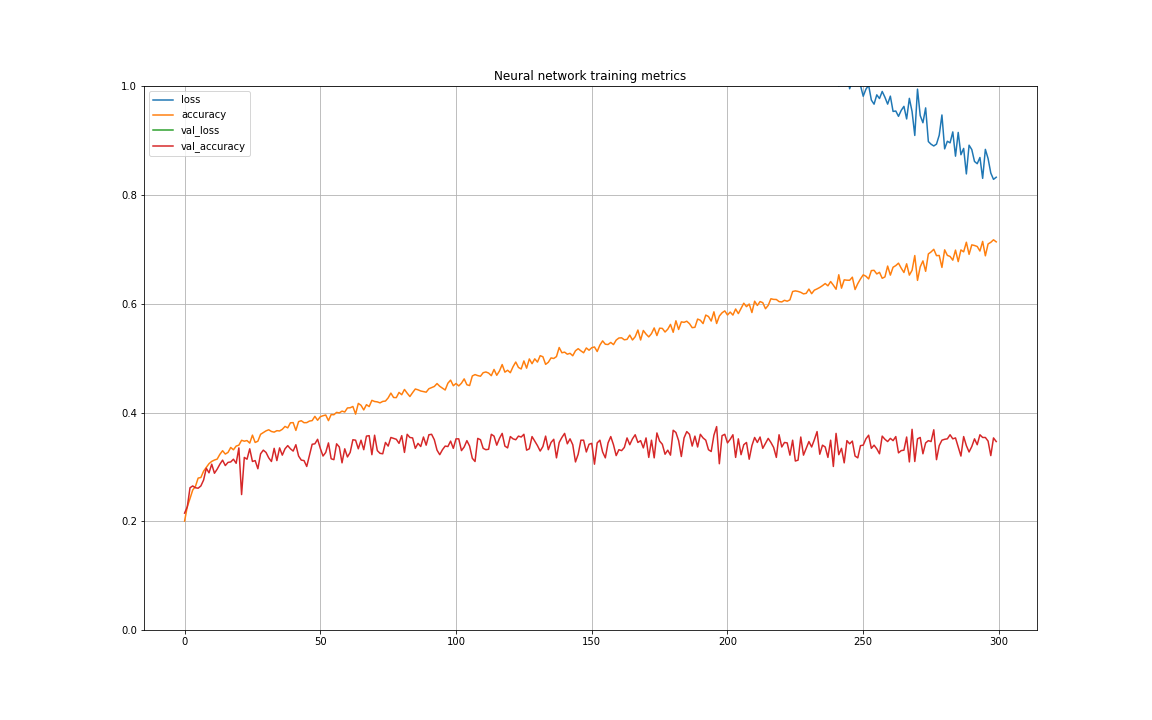 Neural network training metrics
1.0
loss
accuracy
val_loss
val_accuracy
0.8
0.6
0.4
0.2
0.0
0 50 100 150 200 250 300